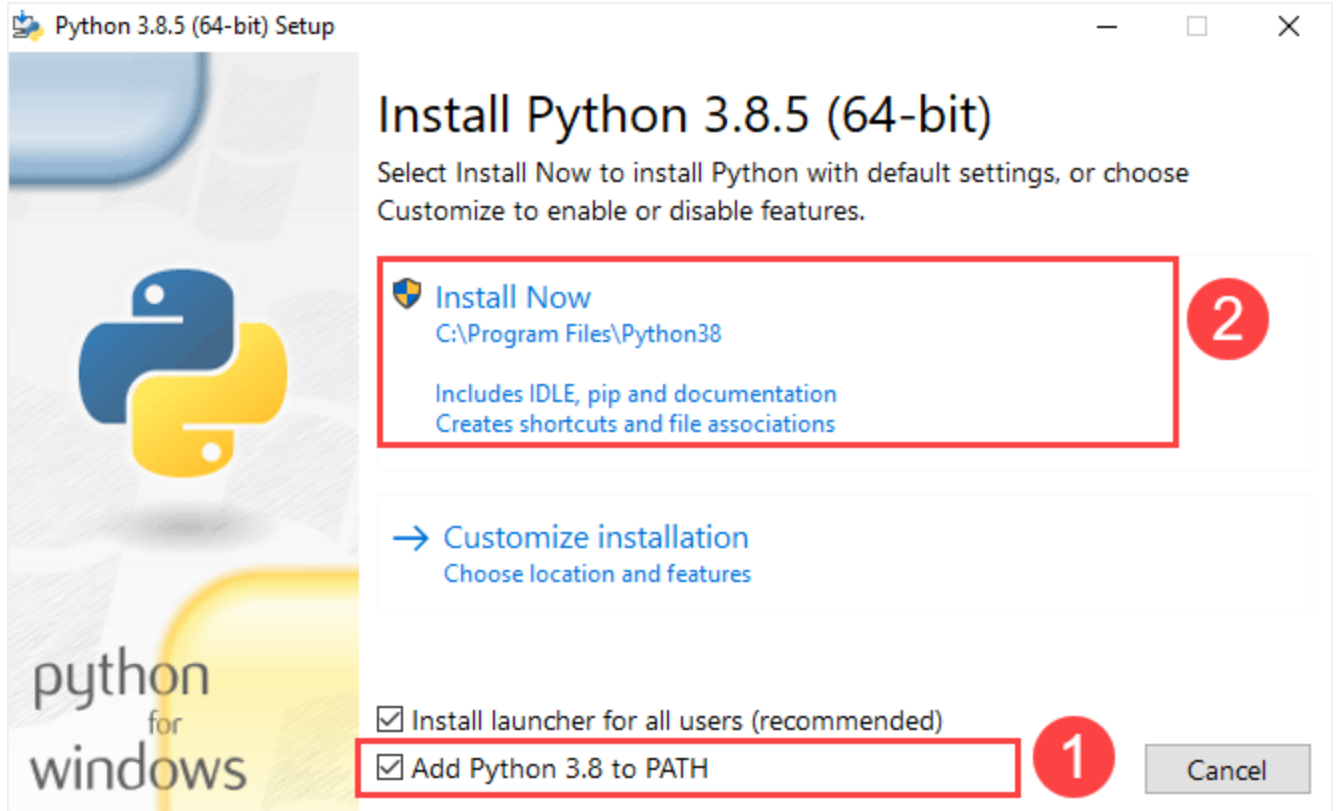 Python 3.8.5 (64-bit) Setup
Install Python 3.8.5 (64-bit)
Select Install Now to install Python with default settings, or choose
Customize to enable or disable features.
Install Now
C:\Program Files\Python38
Includes IDLE, pip and documentation
Creates shortcuts and file associations
2
Customize installation
Choose location and features
python
for
windows
Install launcher for all users (recommended)
Add Python 3.8 to PATH
1
Cancel